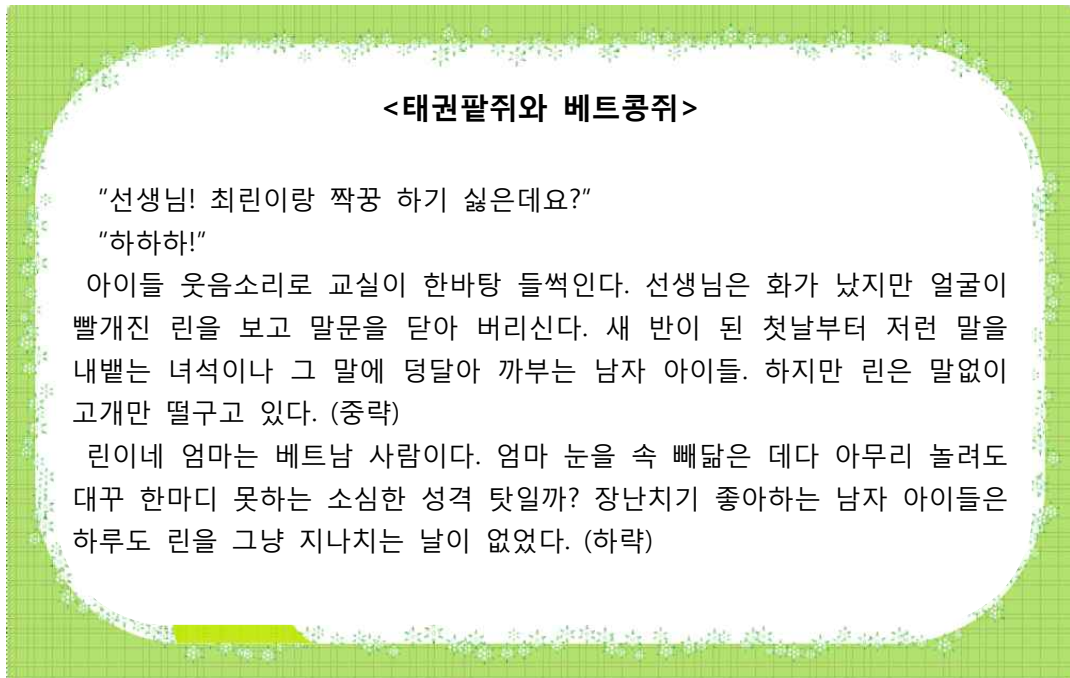 <태권팥쥐와 베트콩쥐>
"선생님! 최린이랑 짝꿍 하기 싫은데요?"
"하하하!"
아이들 웃음소리로 교실이 한바탕 들썩인다. 선생님은 화가 났지만 얼굴이
빨개진 린을 보고 말문을 닫아 버리신다. 새 반이 된 첫날부터 저런 말을
내뱉는 녀석이나 그 말에 덩달아 까부는 남자 아이들. 하지만 린은 말없이
고개만 떨구고 있다. (중략)
린이네 엄마는 베트남 사람이다. 엄마 눈을 속 빼닮은 데다 아무리 놀려도
대꾸 한마디 못하는 소심한 성격 탓일까? 장난치기 좋아하는 남자 아이들은
하루도 린을 그냥 지나치는 날이 없었다. (하략)